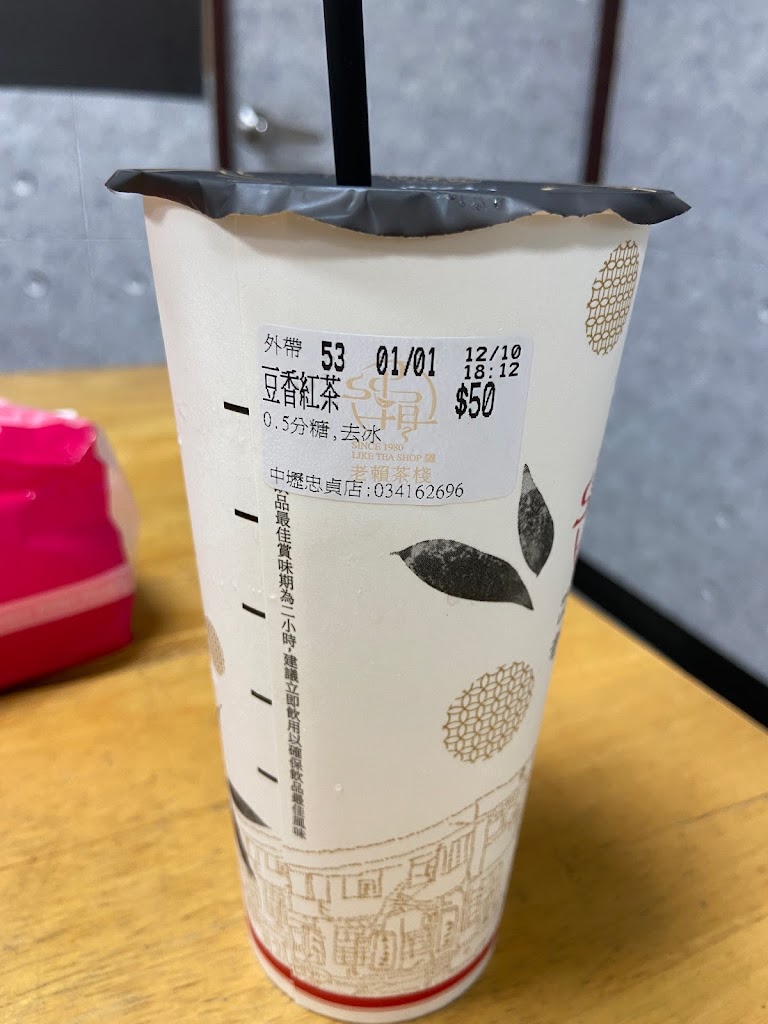 外帶 53 01/01 12/10
18:12
豆香紅茶 $50
0.5分糖,去冰
SINCE 1980
LIKE TEA SHOP
老賴茶棧
中壢忠貞店:034162696
飲品最佳賞味期為二小時,建議立即飲用以確保飲品最佳風味